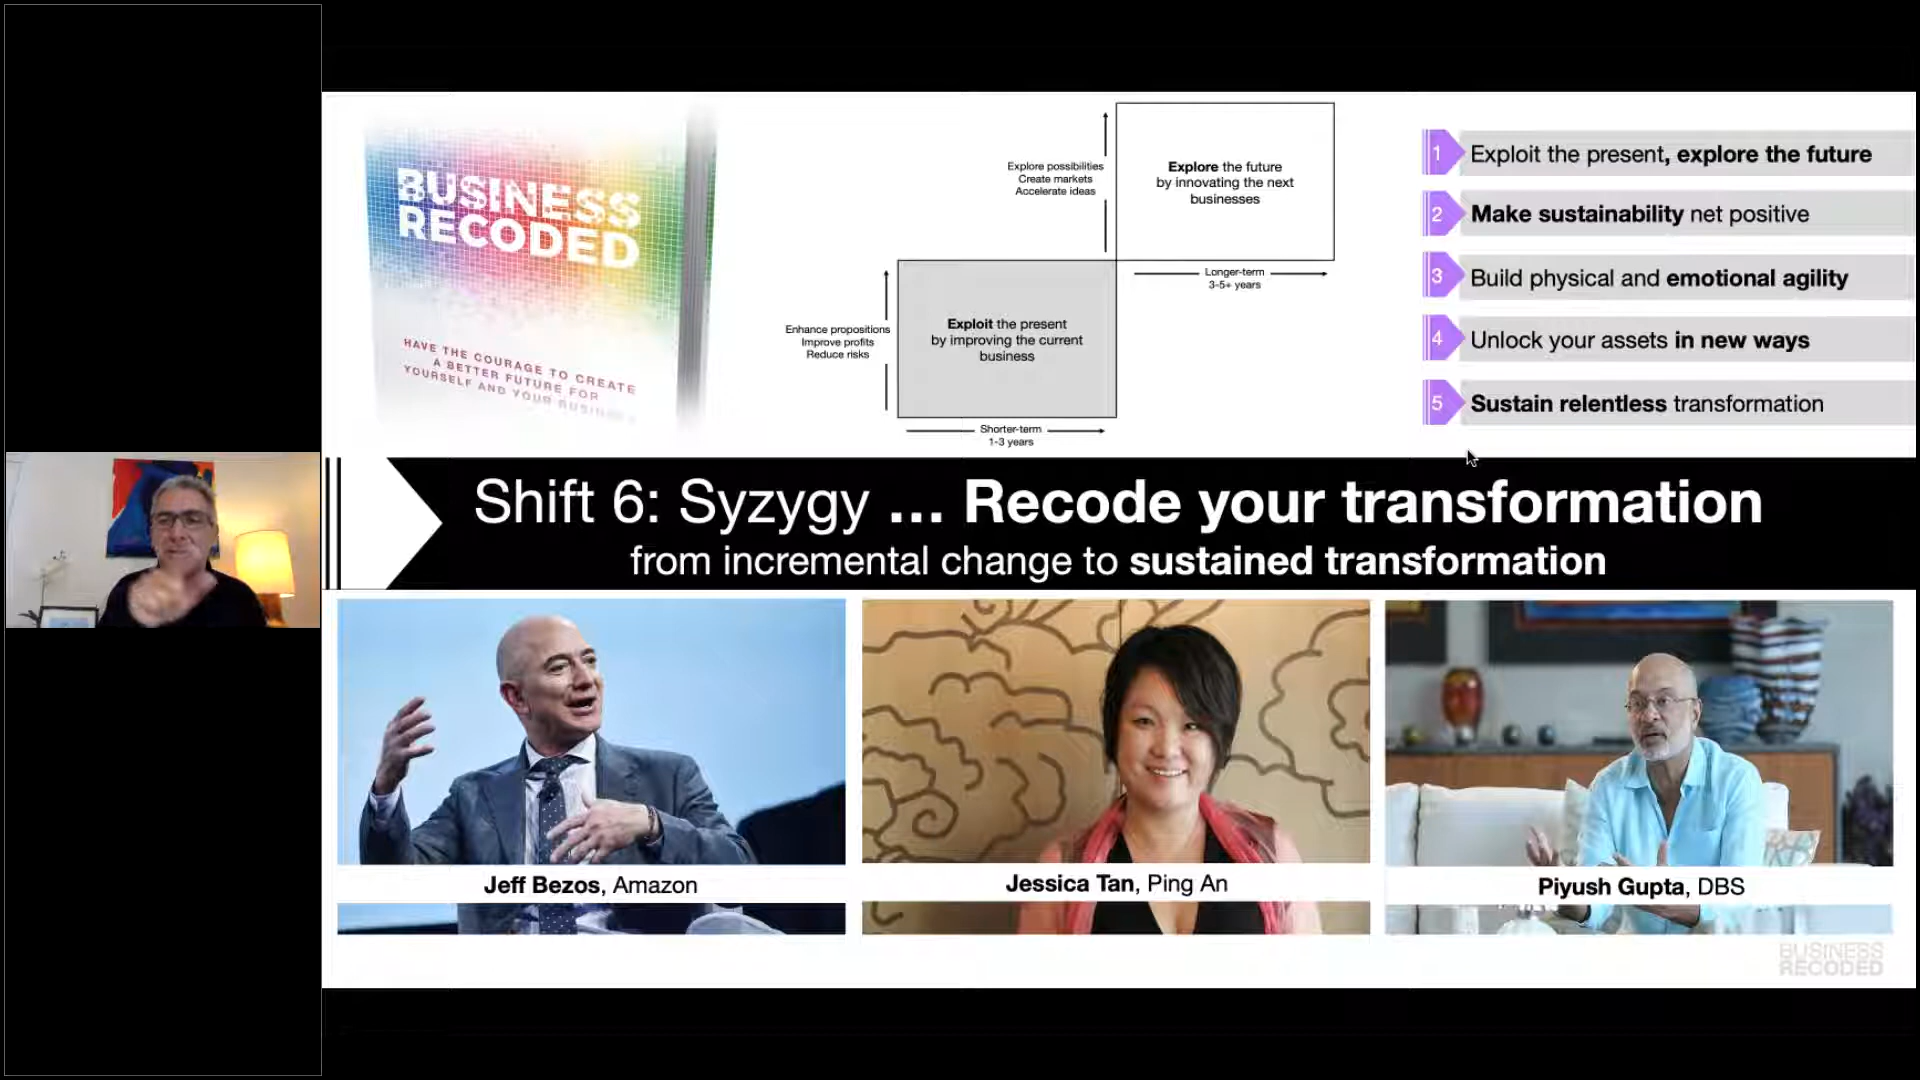 BUSINESS
RECODED
HAVE THE COURAGE TO CREATE
A BETTER FUTURE FOR
YOURSELF AND YOUR
Explore possibilities
Create markets
Accelerate ideas
Explore the future
by innovating the next
businesses
Longer-term
3-5+ years
Enhance propositions
Improve profits
Reduce risks
Exploit the present
by improving the current
business
Shorter-term
1-3 years
1 Exploit the present, explore the future
2 Make sustainability net positive
3 Build physical and emotional agility
4 Unlock your assets in new ways
5 Sustain relentless transformation
Shift 6: Syzygy ... Recode your transformation
from incremental change to sustained transformation
Jeff Bezos, Amazon
Jessica Tan, Ping An
Piyush Gupta, DBS
BUSINESS
RECODED